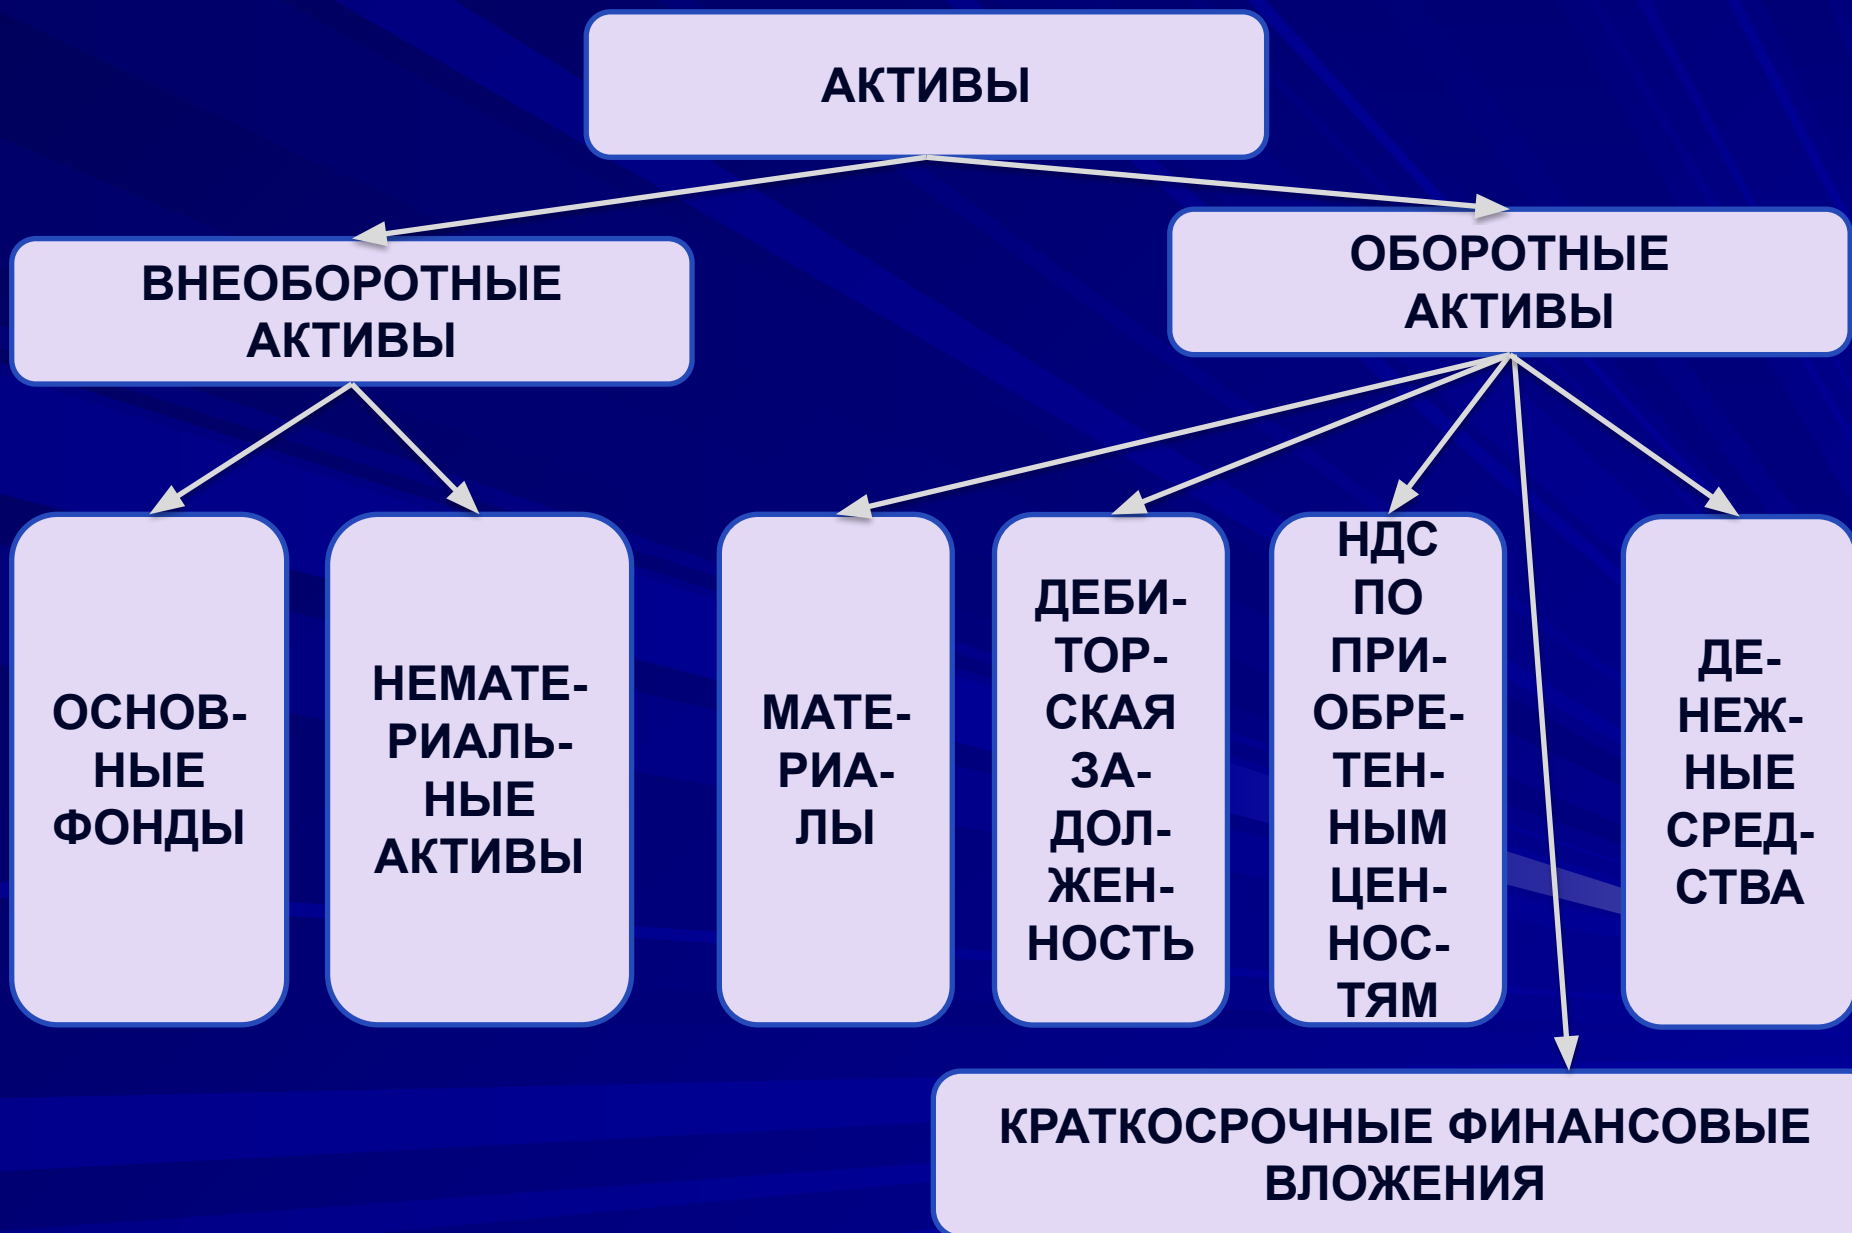 АКТИВЫ
ВНЕОБОРОТНЫЕ
АКТИВЫ
ОБОРОТНЫЕ
АКТИВЫ
ОСНОВ-
НЫЕ
ФОНДЫ
НЕМАТЕ-
РИАЛЬ-
НЫЕ
АКТИВЫ
МАТЕ-
РИА-
ЛЫ
ДЕБИ-
ТОР-
СКАЯ
ЗА-
ДОЛ-
ЖЕН-
НОСТЬ
НДС
ПО
ПРИ-
ОБРЕ-
ТЕН-
НЫМ
ЦЕН-
НОС-
ТЯМ
ДЕ-
НЕЖ-
НЫЕ
СРЕД-
СТВА
КРАТКОСРОЧНЫЕ ФИНАНСОВЫЕ
ВЛОЖЕНИЯ